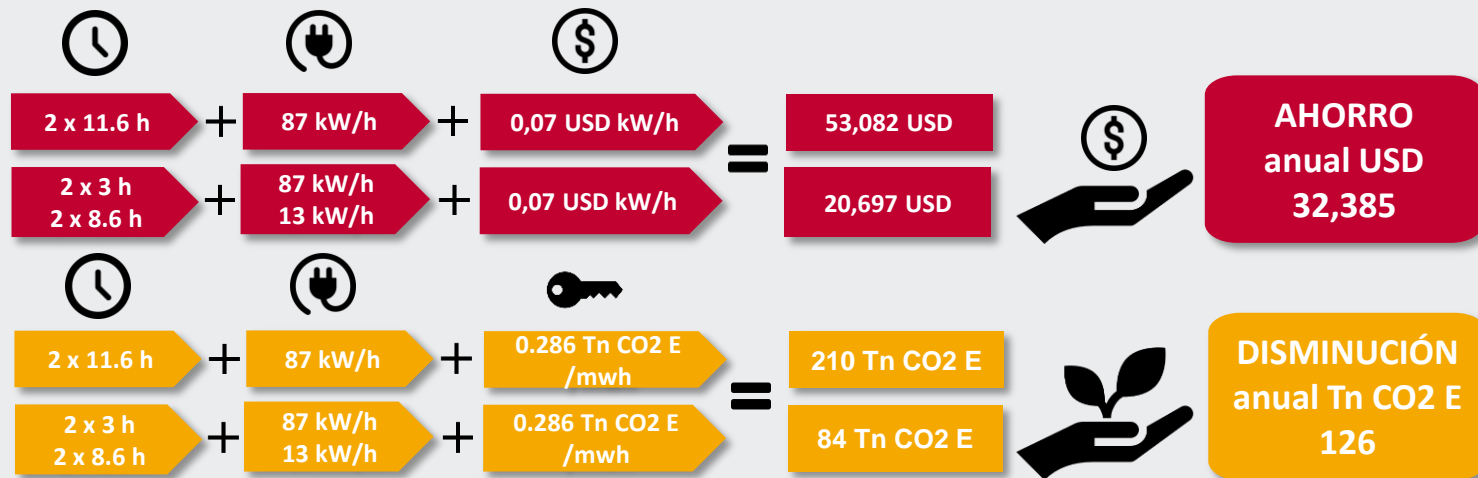 $
2 x 11.6 h + 87 kW/h + 0,07 USD kW/h
53,082 USD
2 x 3 h
2 x 8.6 h
+
87 kW/h
13 kW/h
+ 0,07 USD kW/h
=
20,697 USD
$
AHORRO
anual USD
32,385
2 x 11.6 h + 87 kW/h +
0.286 Tn CO2 E
/mwh
210 Tn CO2 E
2 x 3 h
2 x 8.6 h
+
87 kW/h
13 kW/h
+
0.286 Tn CO2 E
/mwh
=
84 Tn CO2 E
DISMINUCIÓN
anual Tn CO2 E
126